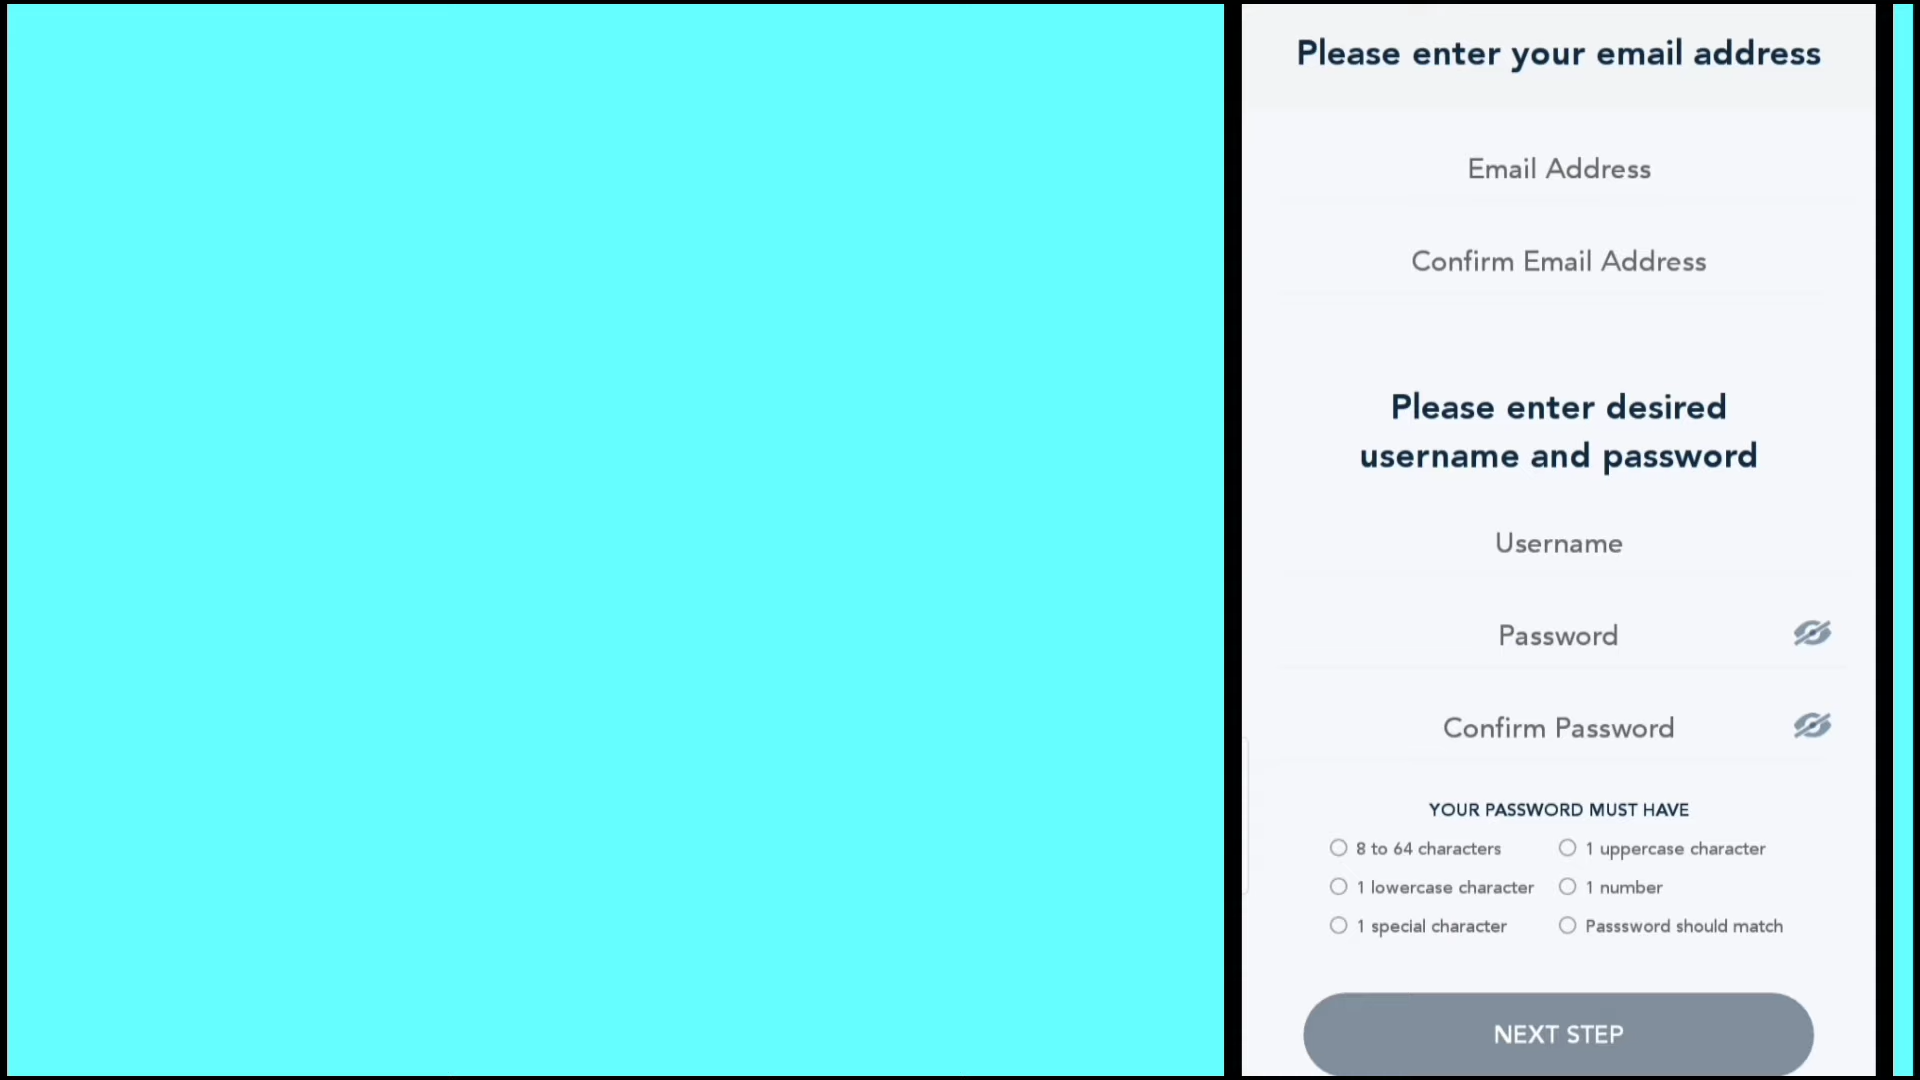 Please enter your email address
Email Address
Confirm Email Address
Please enter desired
username and password
Username
Password
Confirm Password
YOUR PASSWORD MUST HAVE
8 to 64 characters
1 uppercase character
1 lowercase character
1 number
1 special character
Passsword should match
NEXT STEP